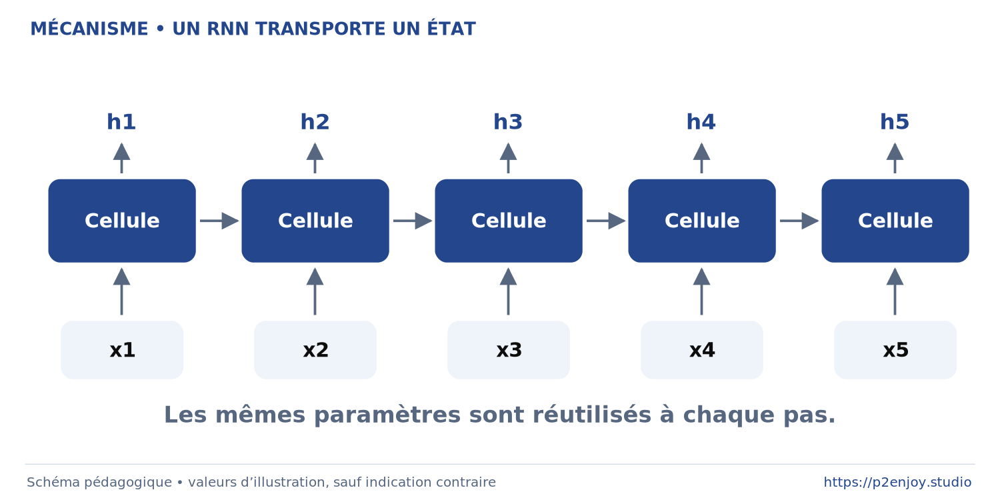 MÉCANISME • UN RNN TRANSPORTE UN ÉTAT
h1 h2 h3 h4 h5
Cellule Cellule Cellule Cellule Cellule
x1 x2 x3 x4 x5
Les mêmes paramètres sont réutilisés à chaque pas.
Schéma pédagogique • valeurs d’illustration, sauf indication contraire
https://p2enjoy.studio